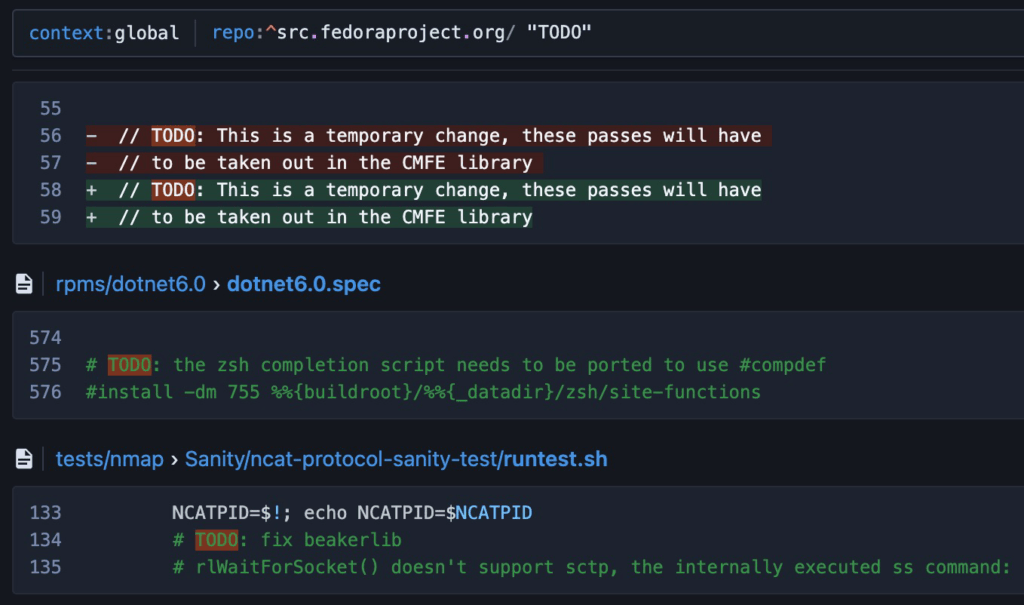 context:global repo:^src.fedoraproject.org/ "TODO"
55
56 - // TODO: This is a temporary change, these passes will have
57 - // to be taken out in the CMFE library
58 + // TODO: This is a temporary change, these passes will have
59 + // to be taken out in the CMFE library
rpms/dotnet6.0 › dotnet6.0.spec
574
575 # TODO: the zsh completion script needs to be ported to use #compdef
576 #install -dm 755 %%{buildroot}/%%{_datadir}/zsh/site-functions
tests/nmap › Sanity/ncat-protocol-sanity-test/runtest.sh
133 NCATPID=$!; echo NCATPID=$NCATPID
134 # TODO: fix beakerlib
135 # rlWaitForSocket() doesn't support sctp, the internally executed ss command: